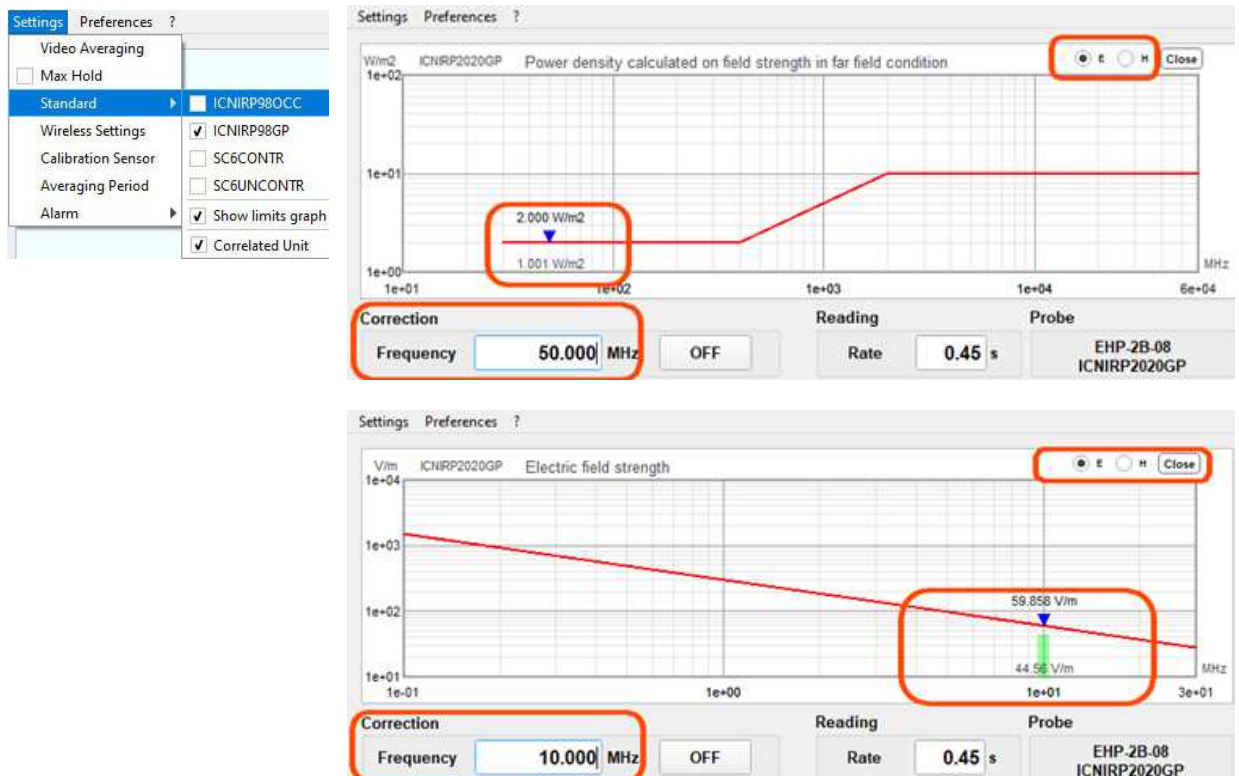 Settings Preferences ?
Video Averaging
Max Hold
Standard
Wireless Settings
Calibration Sensor
Averaging Period
Alarm
ICNIRP98OCC
ICNIRP98GP
SC6CONTR
SC6UNCONTR
Show limits graph
Correlated Unit
Settings Preferences ?
W/m2 ICNIRP2020GP Power density calculated on field strength in far field condition E H Close
1e+02
1e+01
2.000 W/m2
1.001 W/m2
1e+00
MHz
1e+01 1e+02 1e+03 1e+04 6e+04
Correction Reading Probe
Frequency 50.000 MHz OFF Rate 0.45 s EHP-2B-08
ICNIRP2020GP
Settings Preferences ?
V/m ICNIRP2020GP Electric field strength E H Close
1e+04
1e+03
59.858 V/m
1e+02
44.56 V/m
1e+01
MHz
1e-01 1e+00 1e+01 3e+01
Correction Reading Probe
Frequency 10.000 MHz OFF Rate 0.45 s EHP-2B-08
ICNIRP2020GP